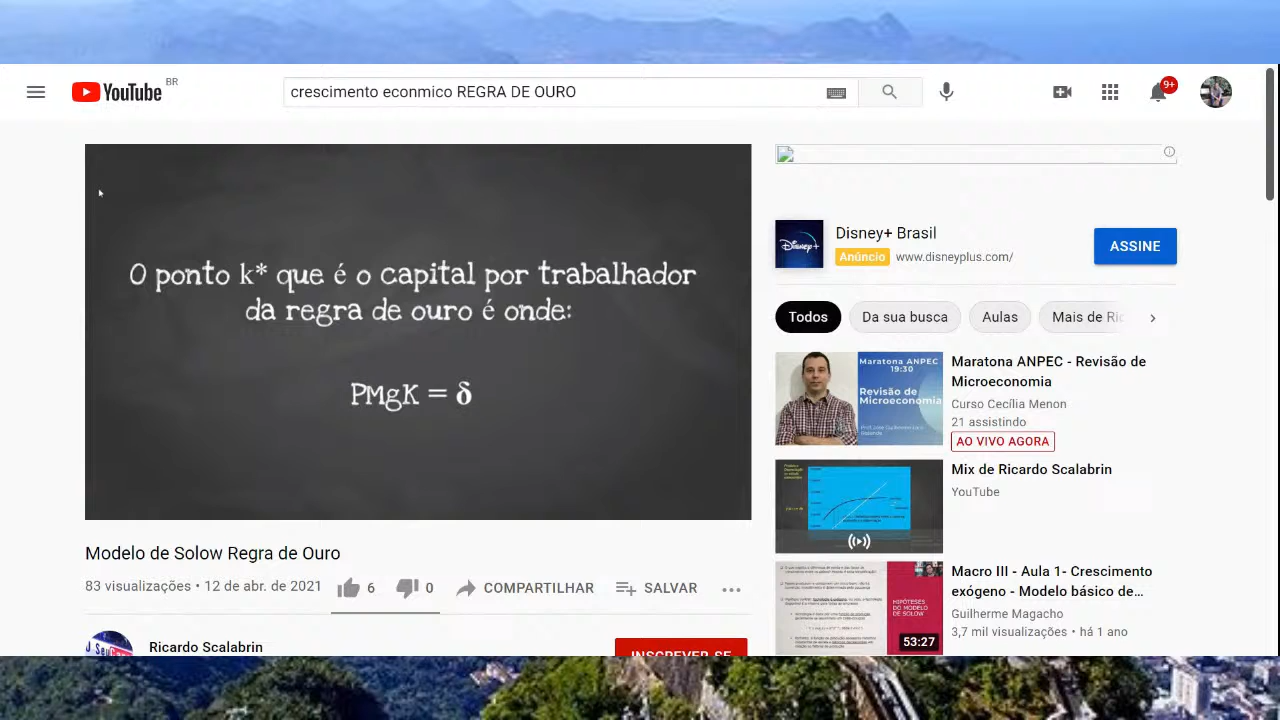 YouTube BR
crescimento econmico REGRA DE OURO
9+
O ponto k* que é o capital por trabalhador
da regra de ouro é onde:
PMgK = δ
Modelo de Solow Regra de Ouro
12 de abr. de 2021
6
0
COMPARTILHAR
SALVAR
Ricardo Scalabrin
INSCREVER-SE
Disney+ Brasil
Anúncio www.disneyplus.com/
ASSINE
Todos
Da sua busca
Aulas
Mais de Ric
Maratona ANPEC
19:30
Revisão de
Microeconomia
Maratona ANPEC - Revisão de
Microeconomia
Curso Cecília Menon
21 assistindo
AO VIVO AGORA
Mix de Ricardo Scalabrin
YouTube
HIPÓTESES
DO MODELO
DE SOLOW
53:27
Macro III - Aula 1- Crescimento
exógeno - Modelo básico de...
Guilherme Magacho
3,7 mil visualizações • há 1 ano